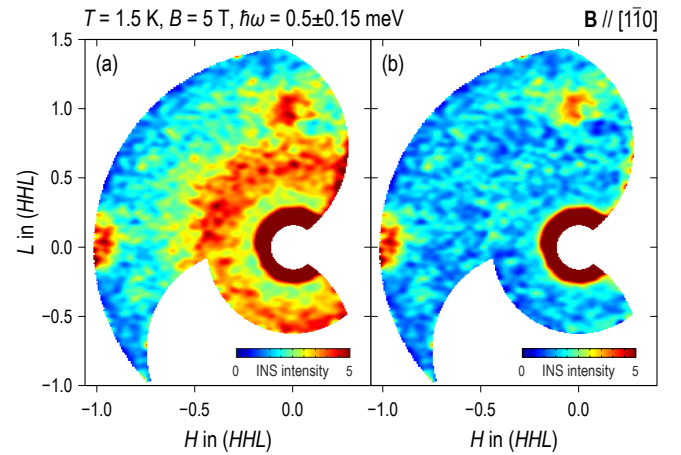 T = 1.5 K, B = 5 T, ℏω = 0.5±0.15 meV B // [11̄0]
(a) (b)
1.5
1.0
0.5
0.0
−0.5
−1.0
L in (HHL)
INS intensity INS intensity
0 5 0 5
−1.0 −0.5 0.0 −1.0 −0.5 0.0
H in (HHL) H in (HHL)